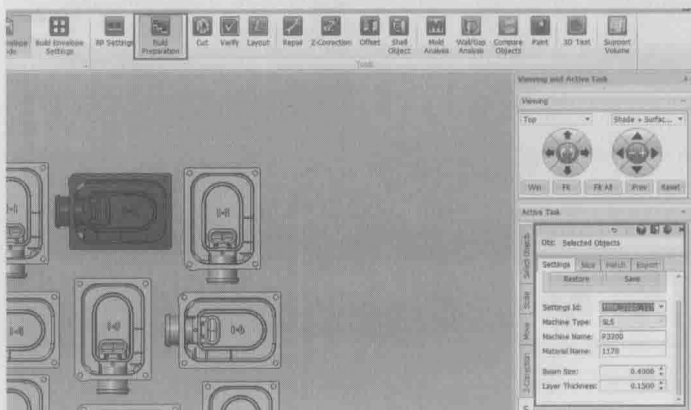 Build Envelope Settings
RP Settings
Build Preparation
Cut
Verify
Layout
Repair
Z-Correction
Offset
Shell Object
Mold Analysis
Wall/Gap Analysis
Compare Objects
Paint
3D Text
Support Volume
Tools
Viewing and Active Task
Viewing
Top
Shade + Surfac...
Win
Fit
Fit All
Prev
Reset
Active Task
Obj: Selected Objects
Select Objects
Scale
Move
Z-Correction
Settings
Slice
Hatch
Export
Restore
Save
Settings Id:
Machine Type: SLS
Machine Name: P3200
Material Name: 1170
Beam Size: 0.4000
Layer Thickness: 0.1500